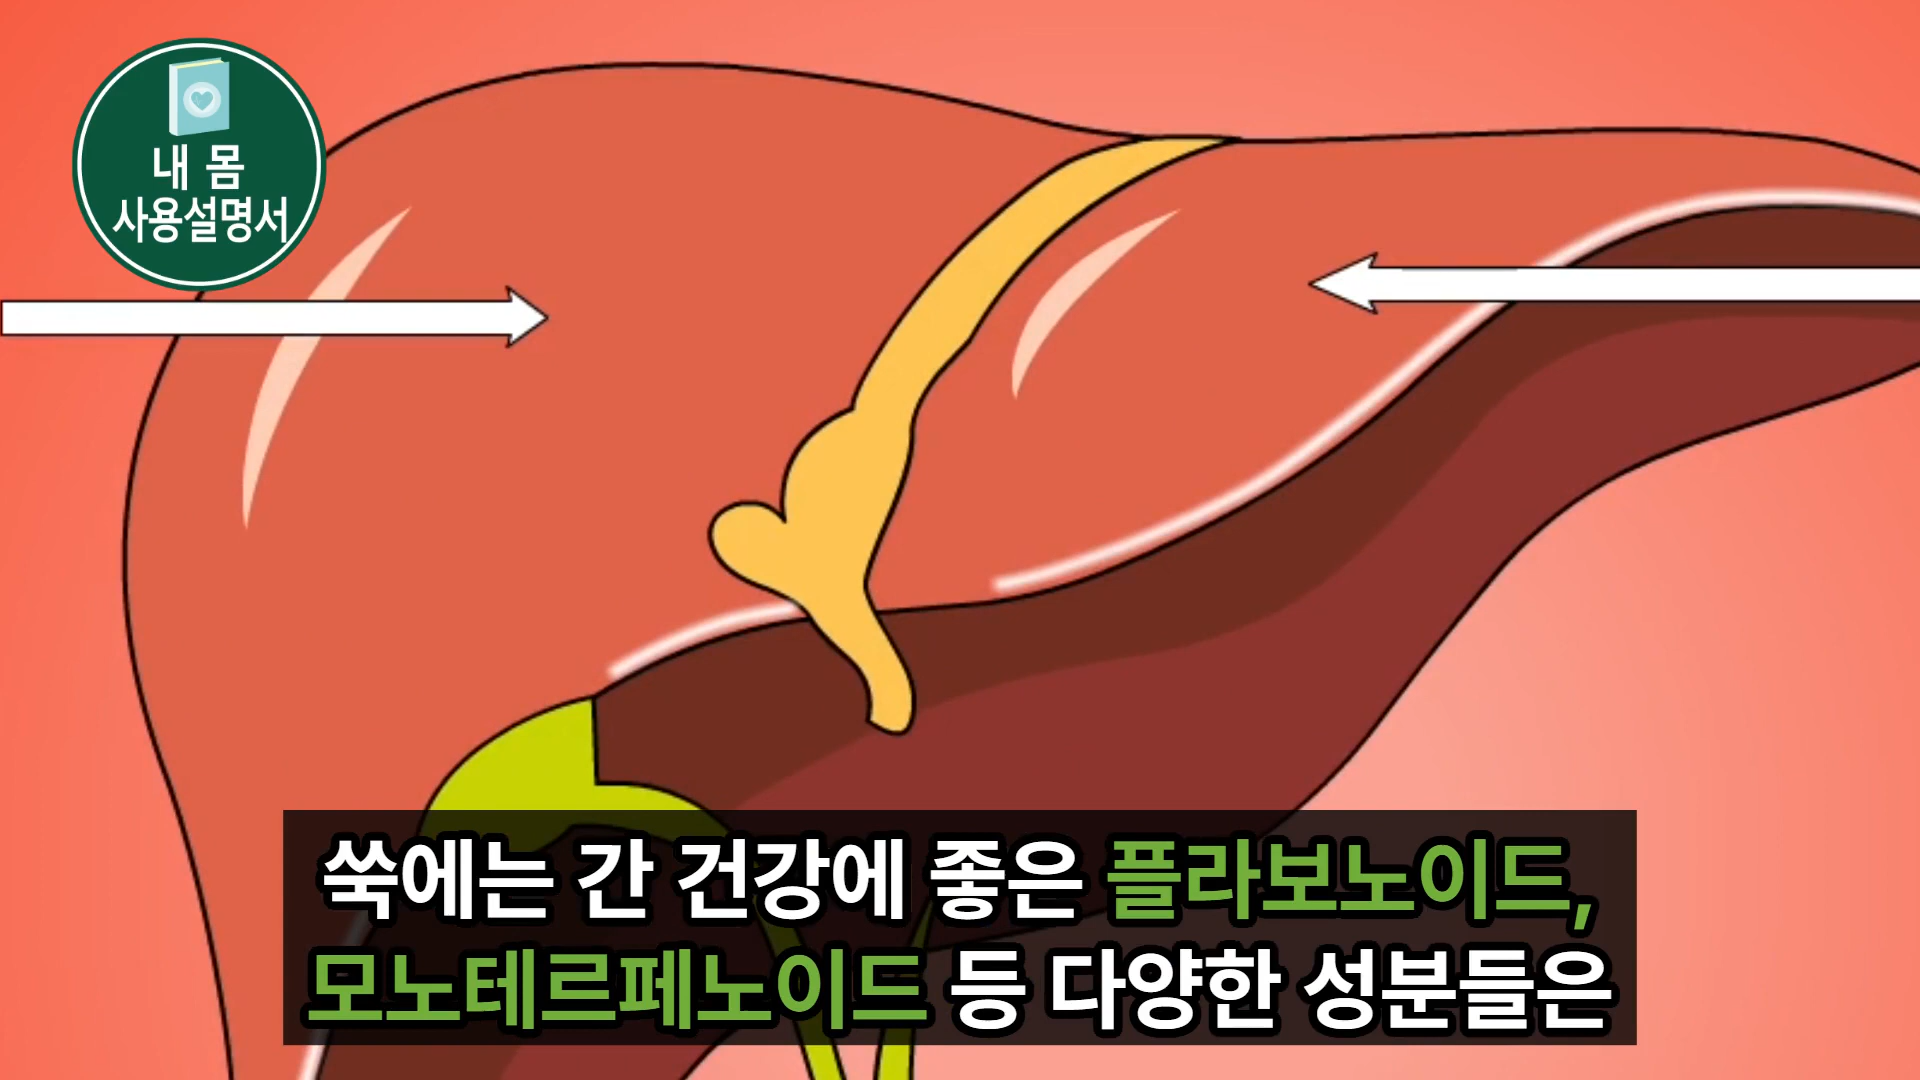 내 몸
사용설명서
쑥에는 간 건강에 좋은 플라보노이드,
모노테르페노이드 등 다양한 성분들은